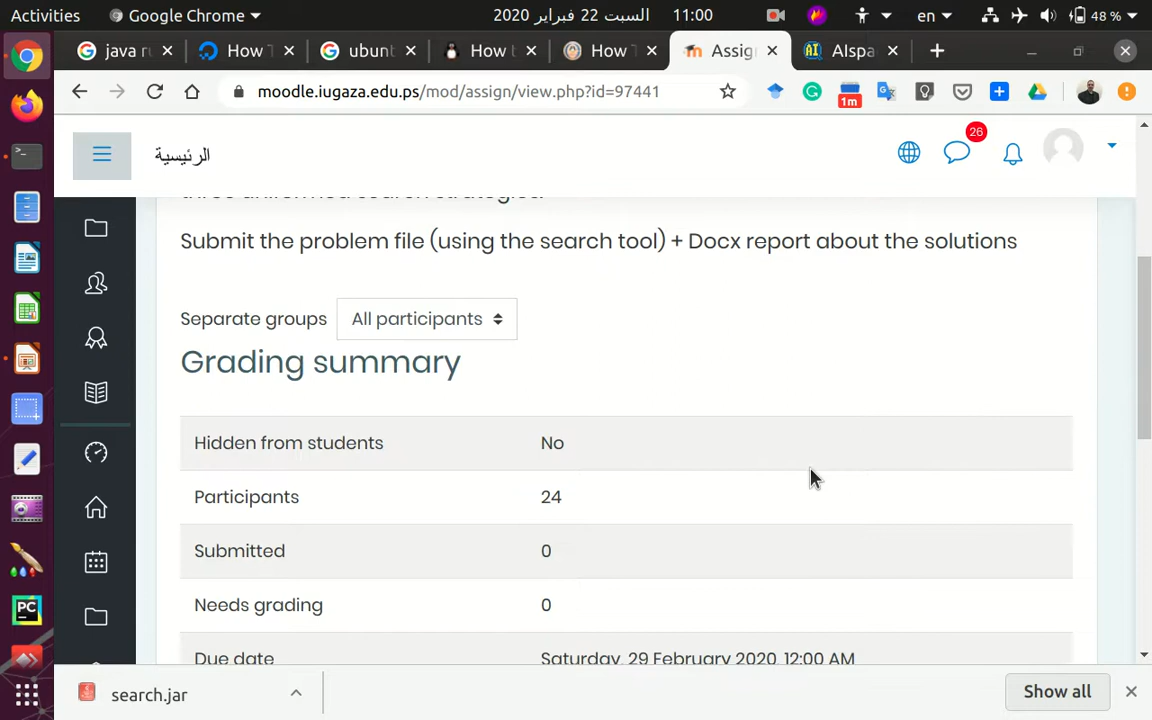 Activities
Google Chrome
السبت 22 فبراير 2020
11:00
en
48 %
java ru
How T
ubunt
How b
How T
Assig
AIspa
moodle.iugaza.edu.ps/mod/assign/view.php?id=97441
1m
الرئيسية
26
Submit the problem file (using the search tool) + Docx report about the solutions
Separate groups
All participants
Grading summary
Hidden from students
No
Participants
24
Submitted
0
Needs grading
0
Due date
Saturday, 29 February 2020, 12:00 AM
PC
search.jar
Show all